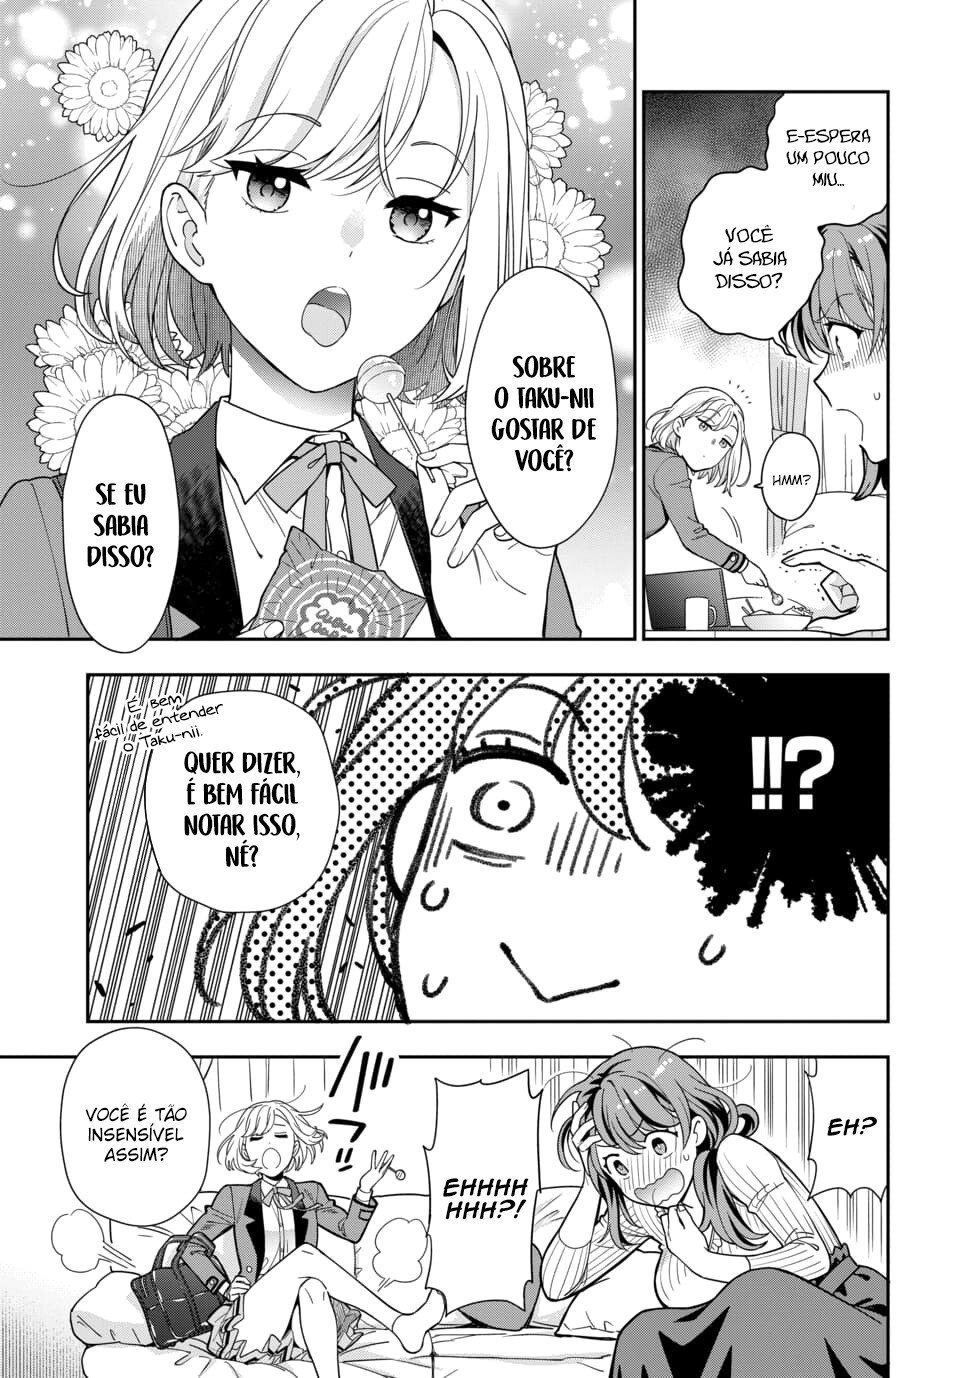 E-ESPERA
UM POUCO
MIU...
VOCÊ
JÁ SABIA
DISSO?
HMM?
SOBRE
O TAKU-NII
GOSTAR DE
VOCÊ?
SE EU
SABIA
DISSO?
!!?
É bem
fácil de entender
o Taku-nii.
QUER DIZER,
É BEM FÁCIL
NOTAR ISSO,
NÉ?
EH?
EHHHH
HHH?!
VOCÊ É TÃO
INSENSÍVEL
ASSIM?